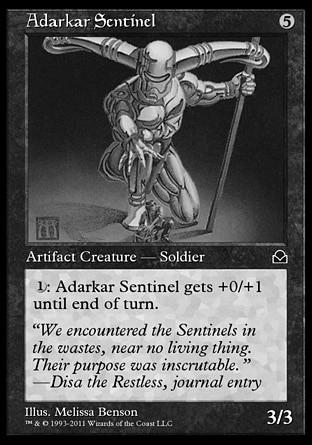 Adarkar Sentinel 5
Artifact Creature — Soldier
1: Adarkar Sentinel gets +0/+1
until end of turn.
“We encountered the Sentinels in
the wastes, near no living thing.
Their purpose was inscrutable.”
—Disa the Restless, journal entry
Illus. Melissa Benson
™ & © 1993-2011 Wizards of the Coast LLC
3/3